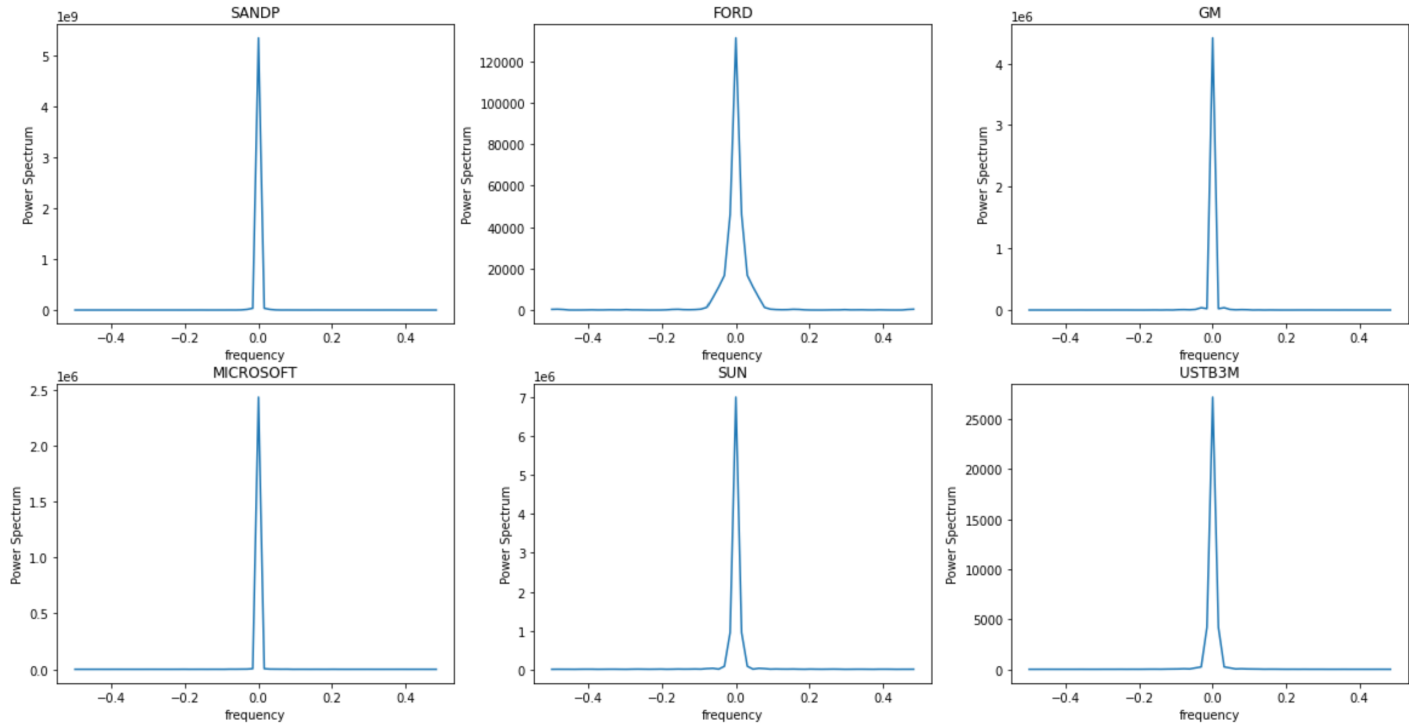 SANDP
1e9
5
4
3
2
1
0
Power Spectrum
−0.4 −0.2 0.0 0.2 0.4
frequency
FORD
120000
100000
80000
60000
40000
20000
0
Power Spectrum
−0.4 −0.2 0.0 0.2 0.4
frequency
GM
1e6
4
3
2
1
0
Power Spectrum
−0.4 −0.2 0.0 0.2 0.4
frequency
MICROSOFT
1e6
2.5
2.0
1.5
1.0
0.5
0.0
Power Spectrum
−0.4 −0.2 0.0 0.2 0.4
frequency
SUN
1e6
7
6
5
4
3
2
1
0
Power Spectrum
−0.4 −0.2 0.0 0.2 0.4
frequency
USTB3M
25000
20000
15000
10000
5000
0
Power Spectrum
−0.4 −0.2 0.0 0.2 0.4
frequency